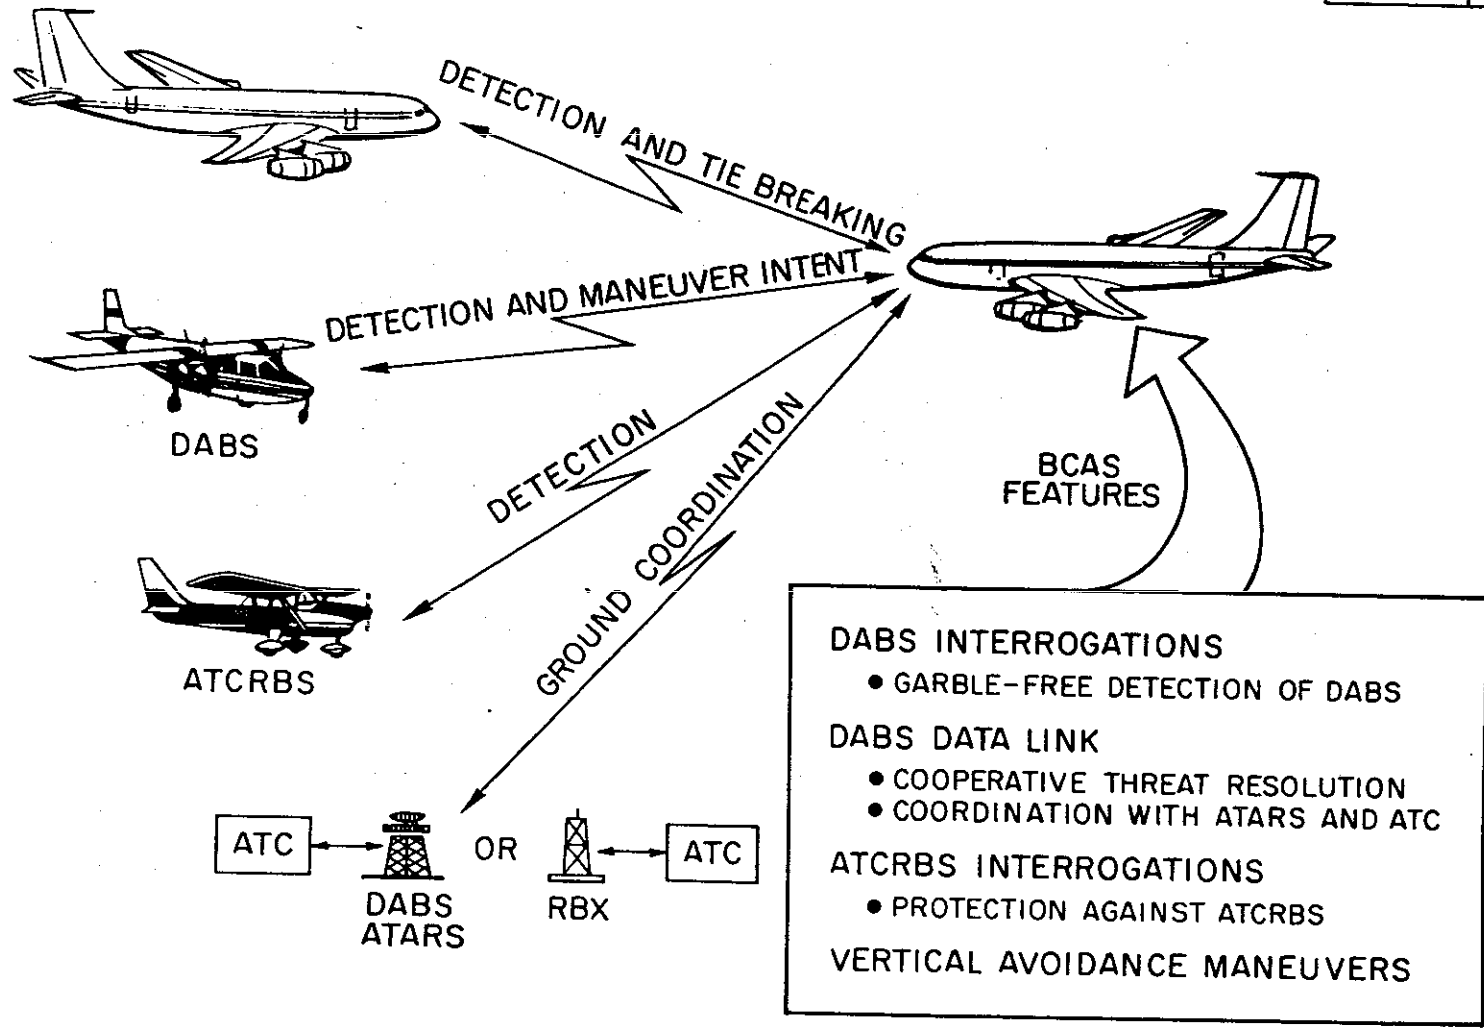 DETECTION AND TIE BREAKING
DETECTION AND MANEUVER INTENT
DABS
DETECTION
GROUND COORDINATION
ATCRBS
BCAS
FEATURES
ATC
OR
ATC
DABS
ATARS
RBX
DABS INTERROGATIONS
● GARBLE-FREE DETECTION OF DABS
DABS DATA LINK
● COOPERATIVE THREAT RESOLUTION
● COORDINATION WITH ATARS AND ATC
ATCRBS INTERROGATIONS
● PROTECTION AGAINST ATCRBS
VERTICAL AVOIDANCE MANEUVERS